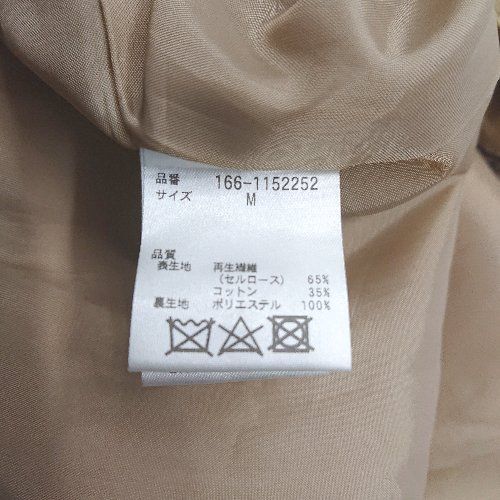 品番 166-1152252
サイズ M
品質
表生地 再生繊維
(セルロース) 65%
コットン 35%
裏生地 ポリエステル 100%